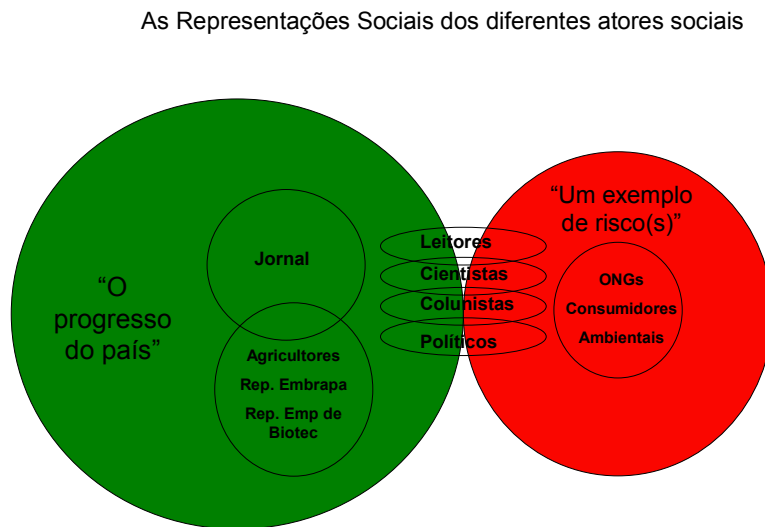 As Representações Sociais dos diferentes atores sociais
“O
progresso
do país”
Jornal
Agricultores
Rep. Embrapa
Rep. Emp de
Biotec
Leitores
Cientistas
Colunistas
Políticos
“Um exemplo
de risco(s)”
ONGs
Consumidores
Ambientais